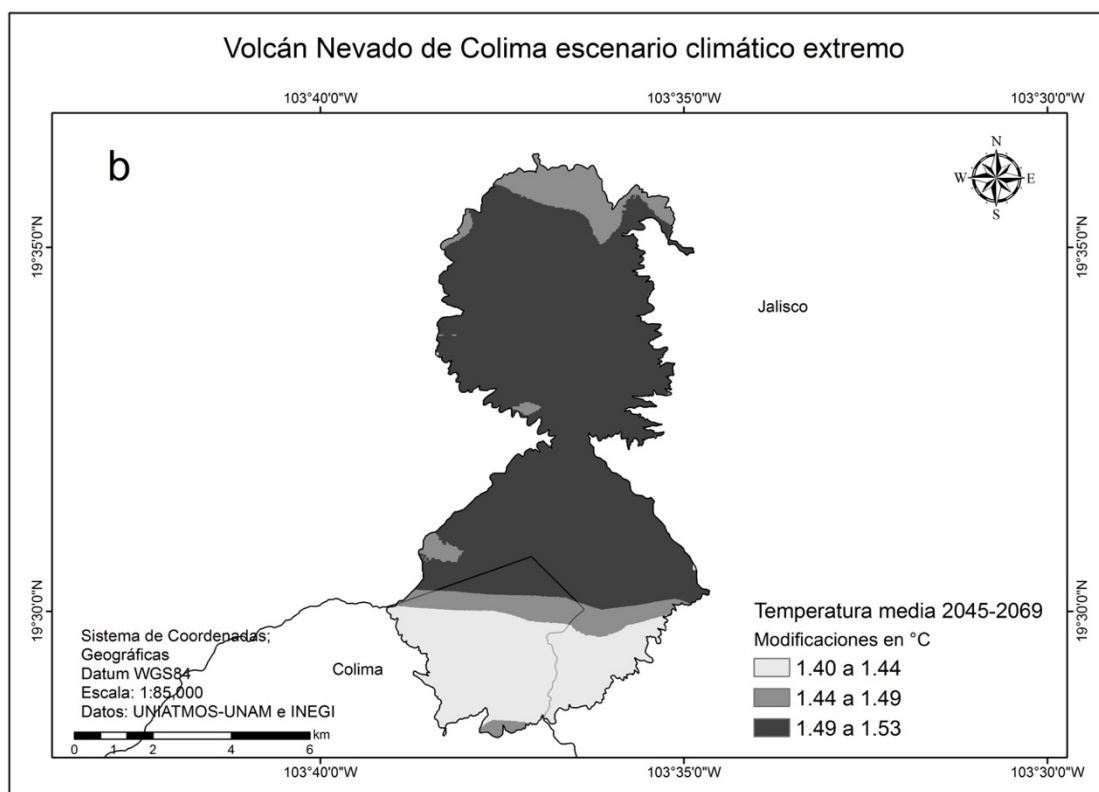 Volcán Nevado de Colima escenario climático extremo
103°40'0"W
103°35'0"W
103°30'0"W
b
N
W
E
S
19°35'0"N
19°35'0"N
Jalisco
19°30'0"N
19°30'0"N
Temperatura media 2045-2069
Modificaciones en °C
1.40 a 1.44
1.44 a 1.49
1.49 a 1.53
Colima
Sistema de Coordenadas;
Geográficas
Datum WGS84
Escala: 1:85,000
Datos: UNIATMOS-UNAM e INEGI
km
0 1 2 4 6
103°40'0"W
103°35'0"W
103°30'0"W